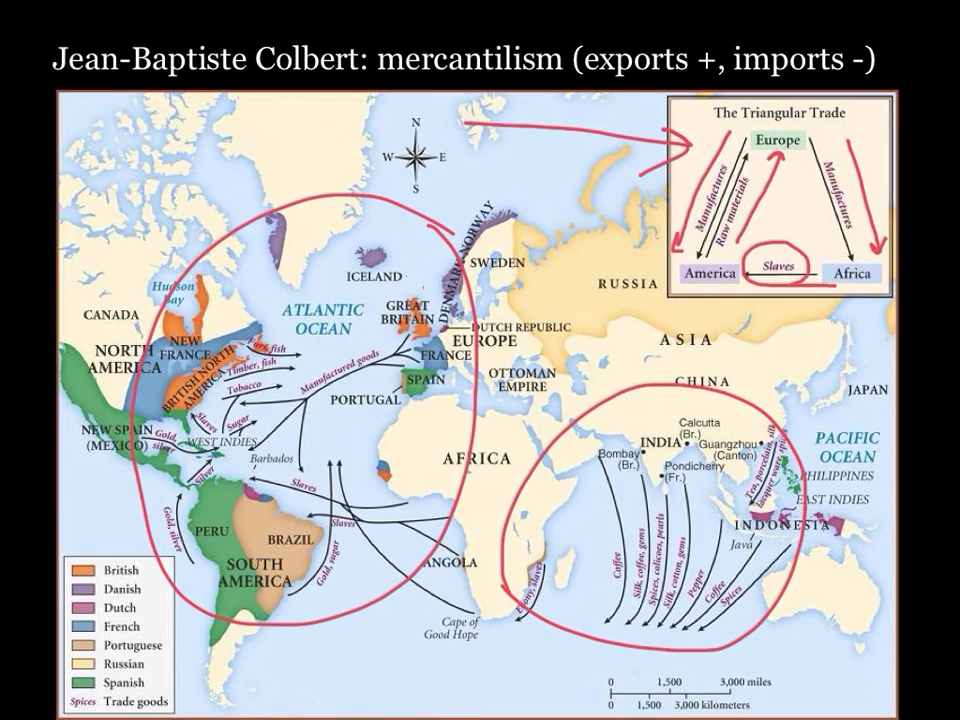 Jean-Baptiste Colbert: mercantilism (exports +, imports -)
The Triangular Trade
Europe
Manufactures
Raw materials
Manufactures
America
Slaves
Africa
N
W
E
S
DENMARK-NORWAY
SWEDEN
ICELAND
RUSSIA
Hudson
Bay
CANADA
ATLANTIC
OCEAN
GREAT
BRITAIN
DUTCH REPUBLIC
EUROPE
NORTH
AMERICA
NEW
FRANCE
BRITISH NORTH
AMERICA
Furs, fish
Timber, fish
Tobacco
Manufactured goods
FRANCE
SPAIN
PORTUGAL
OTTOMAN
EMPIRE
ASIA
CHINA
JAPAN
NEW SPAIN
(MEXICO)
Gold,
silver
Slaves
Sugar
WEST INDIES
Silver
Barbados
AFRICA
INDIA
Calcutta
(Br.)
Bombay
(Br.)
Guangzhou
(Canton)
Pondicherry
(Fr.)
Tea, porcelain, silk
lacquer ware, spices
PACIFIC
OCEAN
PHILIPPINES
EAST INDIES
INDONESIA
Java
Slaves
Slaves
Gold, silver
PERU
BRAZIL
SOUTH
AMERICA
Gold, sugar
ANGOLA
Cape of
Good Hope
Ebony, slaves
Coffee
Silk, coffee, gems
Spices, calicoes, pearls
Silk, cotton, gems
Pepper
Coffee
Spices
British
Danish
Dutch
French
Portuguese
Russian
Spanish
Spices Trade goods
0 1,500 3,000 miles
0 1,500 3,000 kilometers